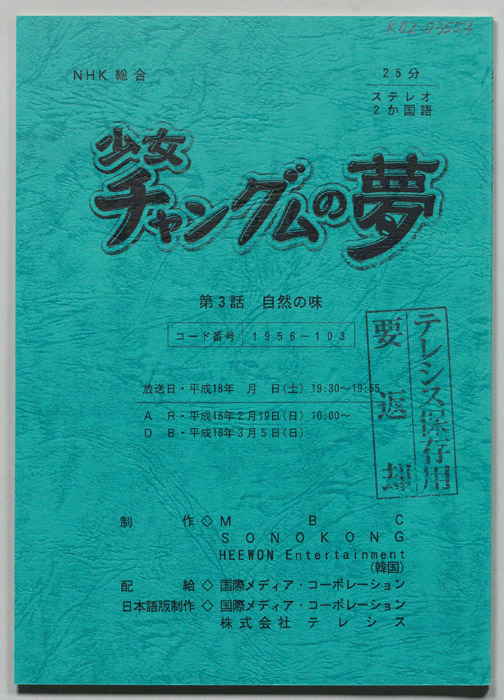 K02-03554
NHK 総合
25分
ステレオ
2か国語
少女
チャングムの夢
第3話 自然の味
コード番号 1956-103
放送日・平成18年 月 日(土) 19:30~19:55
A R・平成18年2月19日(日) 10:00~
D B・平成18年3月5日(日)
テレシス保存用
要返却
制 作◇M B C
SONOKONG
HEEWON Entertainment
(韓国)
配 給◇国際メディア・コーポレーション
日本語版制作◇国際メディア・コーポレーション
株式会社 テレシス